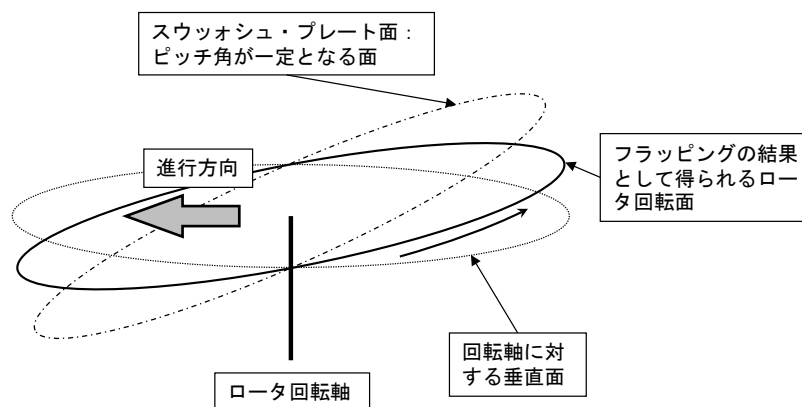 スウッォシュ・プレート面：
ピッチ角が一定となる面
進行方向
フラッピングの結果
として得られるロー
タ回転面
回転軸に対
する垂直面
ロータ回転軸